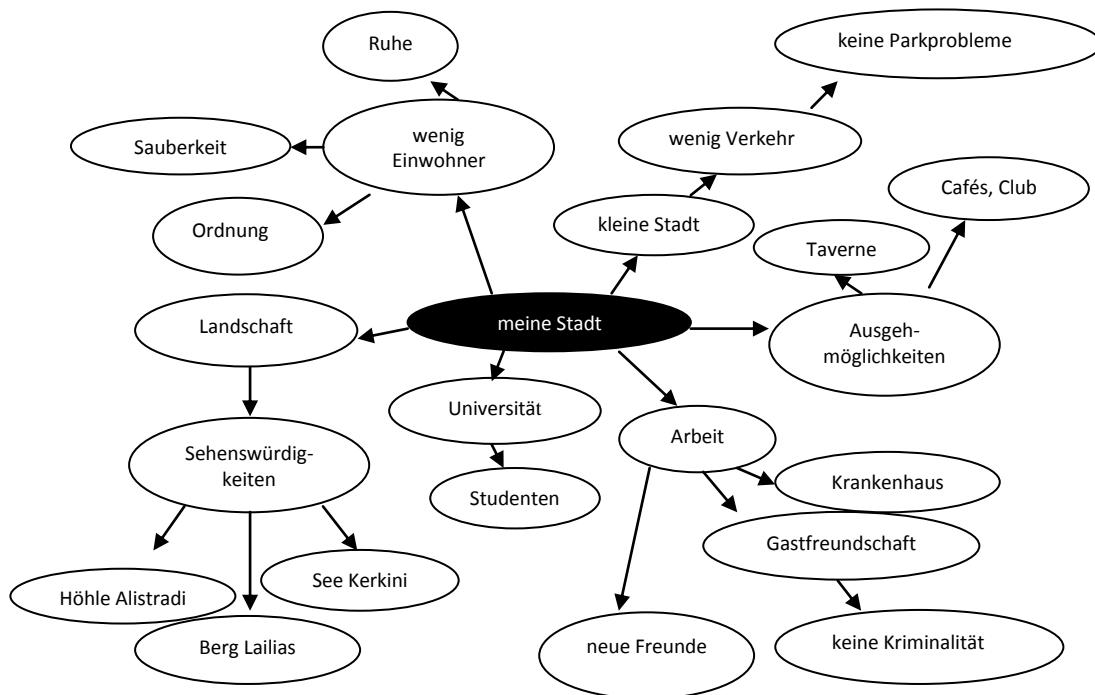 Ruhe
keine Parkprobleme
wenig
Einwohner
wenig Verkehr
Sauberkeit
Cafés, Club
kleine Stadt
Ordnung
Taverne
Landschaft
meine Stadt
Ausgeh-
möglichkeiten
Universität
Arbeit
Sehenswürdig-
keiten
Studenten
Krankenhaus
Gastfreundschaft
See Kerkini
Höhle Alistradi
Berg Lailias
neue Freunde
keine Kriminalität